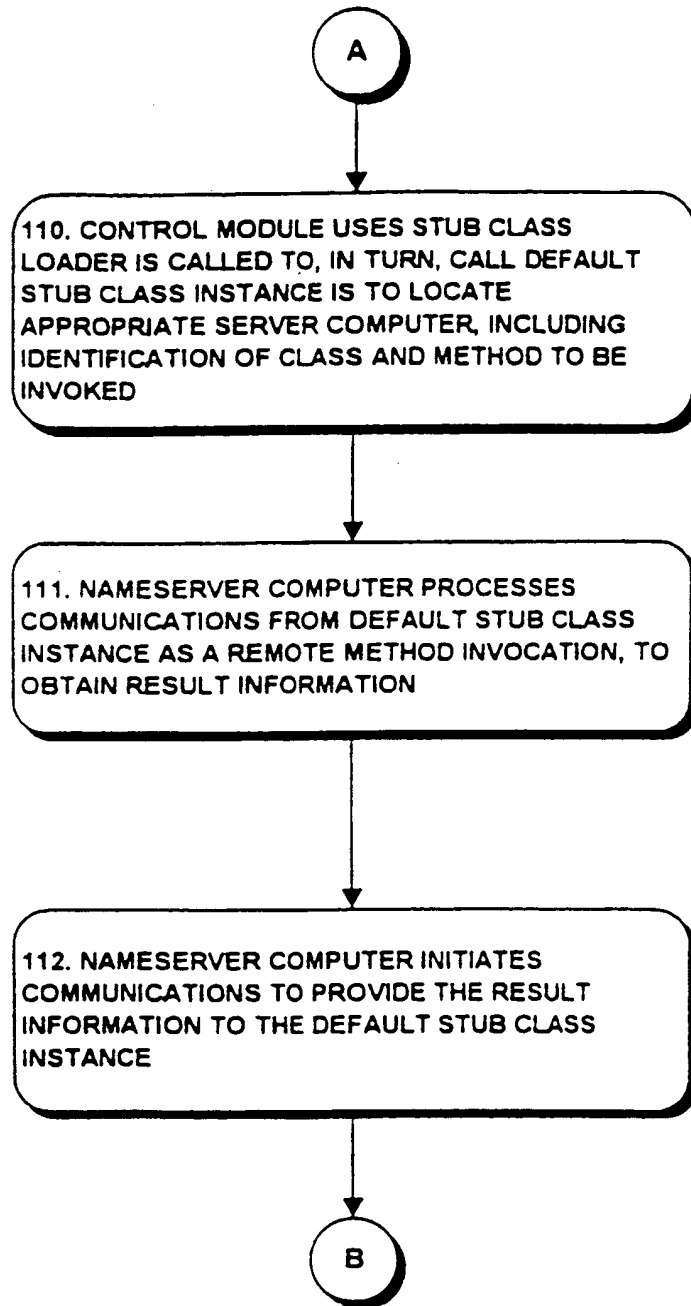 A
110. CONTROL MODULE USES STUB CLASS
LOADER IS CALLED TO, IN TURN, CALL DEFAULT
STUB CLASS INSTANCE IS TO LOCATE
APPROPRIATE SERVER COMPUTER, INCLUDING
IDENTIFICATION OF CLASS AND METHOD TO BE
INVOKED
111. NAMESERVER COMPUTER PROCESSES
COMMUNICATIONS FROM DEFAULT STUB CLASS
INSTANCE AS A REMOTE METHOD INVOCATION, TO
OBTAIN RESULT INFORMATION
112. NAMESERVER COMPUTER INITIATES
COMMUNICATIONS TO PROVIDE THE RESULT
INFORMATION TO THE DEFAULT STUB CLASS
INSTANCE
B